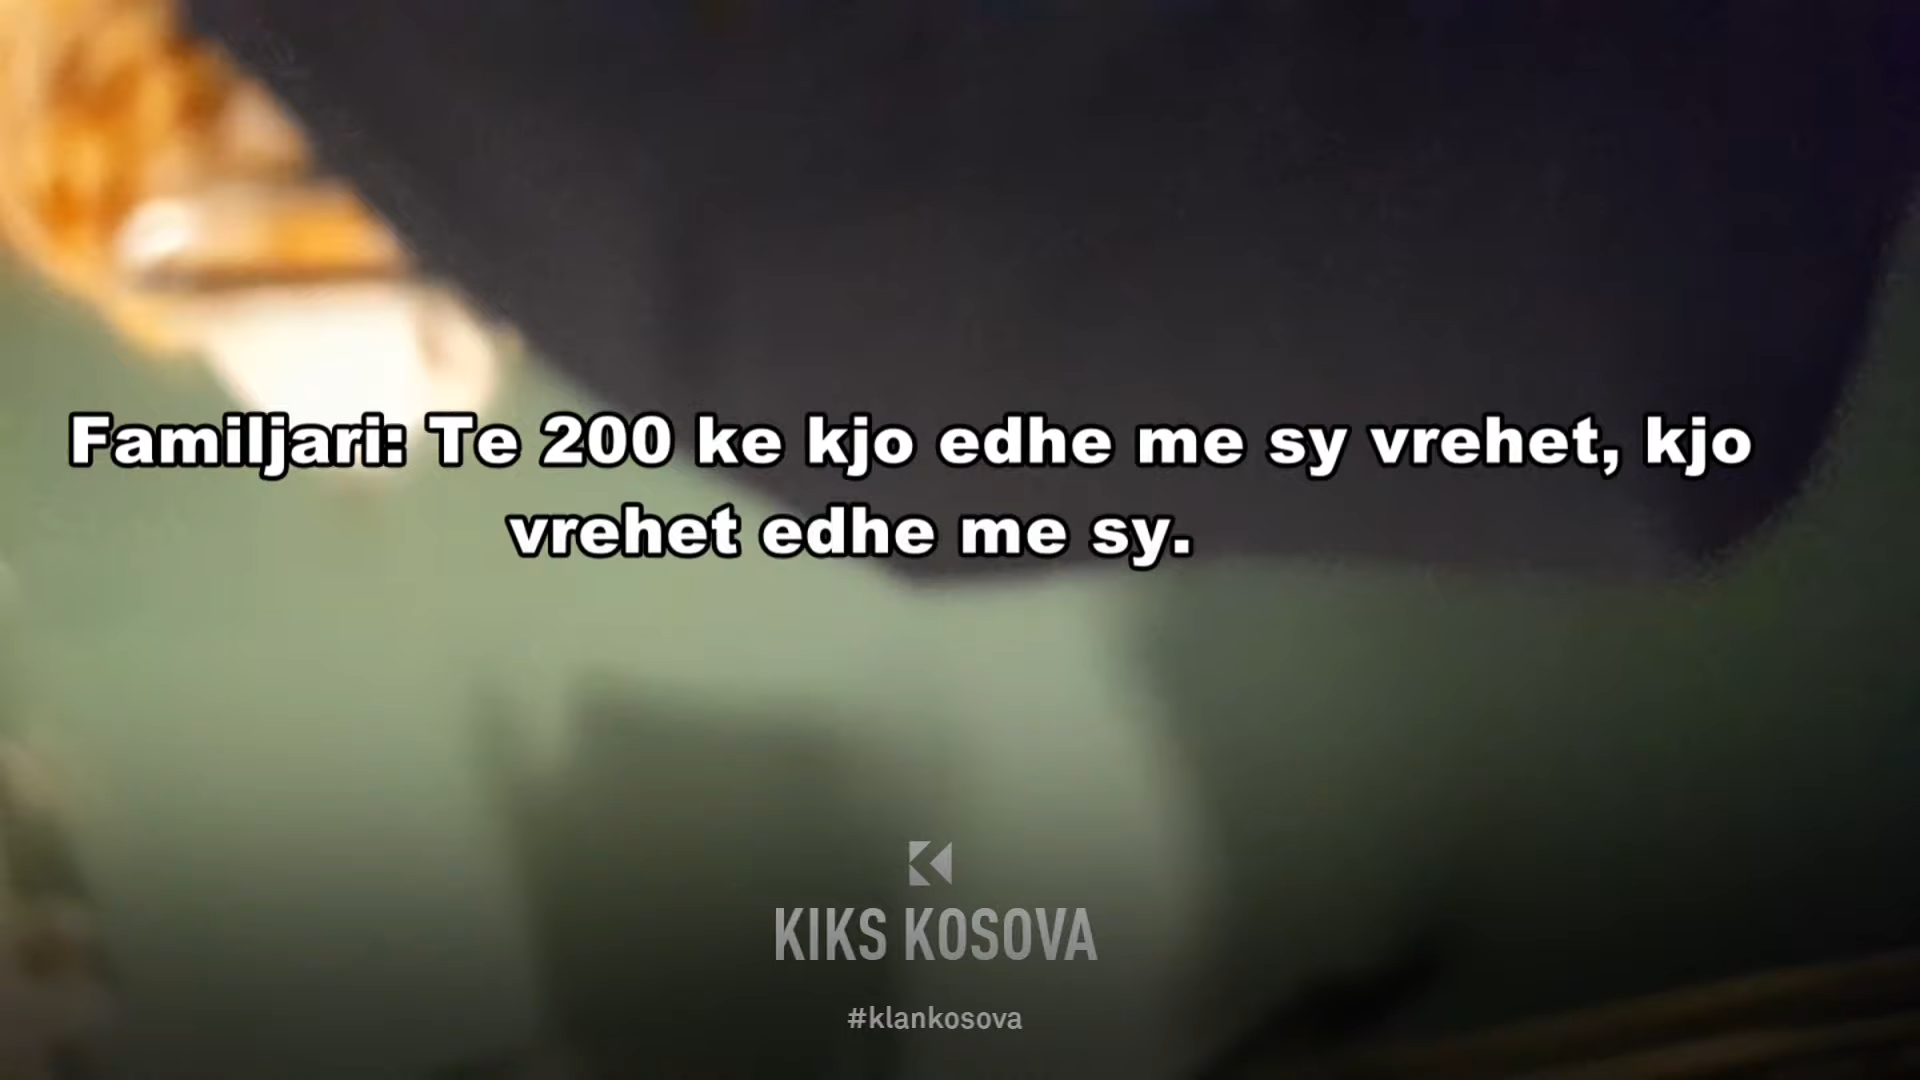 Familjari: Te 200 ke kjo edhe me sy vrehet, kjo
vrehet edhe me sy.
KIKS KOSOVA
#klankosova